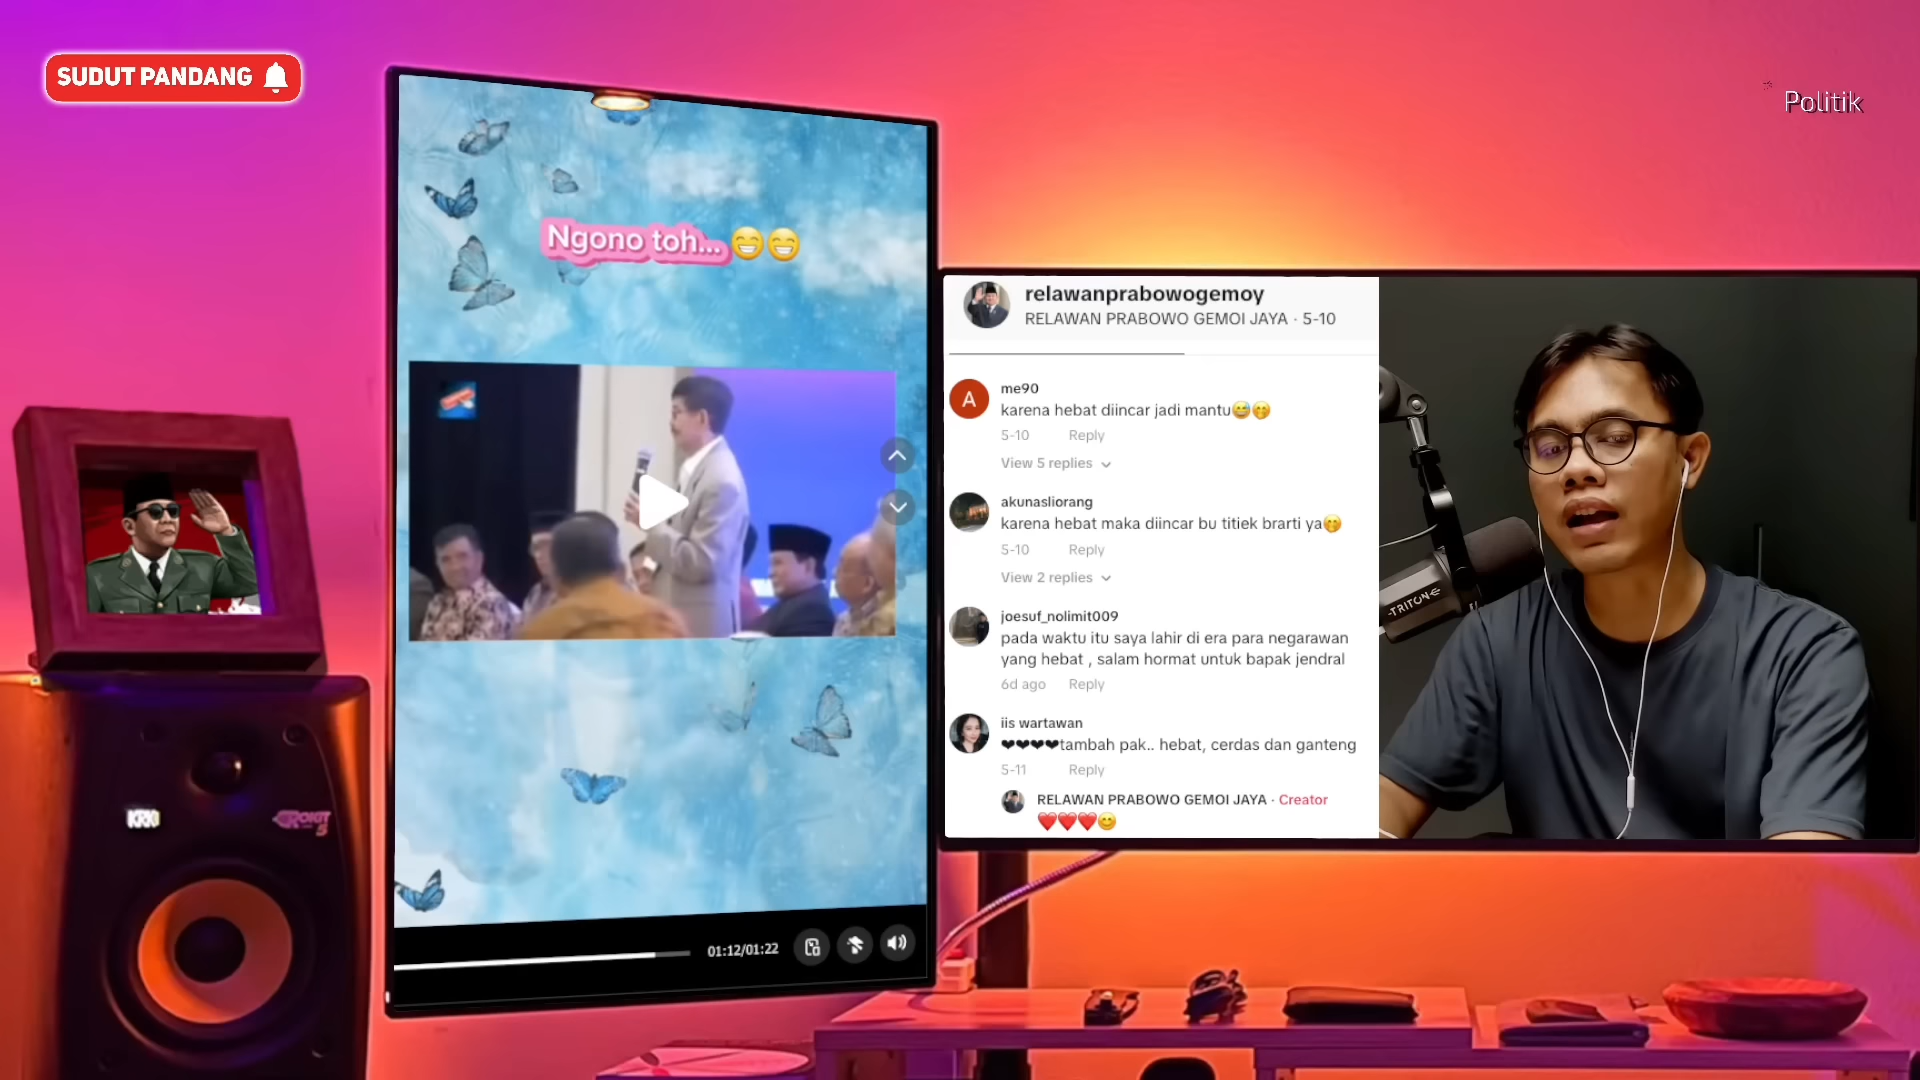 SUDUT PANDANG
Politik
Ngono toh...😁😁
01:12/01:22
relawanprabowogemoy
RELAWAN PRABOWO GEMOI JAYA · 5-10
A
me90
karena hebat diincar jadi mantu😅🤭
5-10 Reply
View 5 replies
akunasliorang
karena hebat maka diincar bu titiek brarti ya🤭
5-10 Reply
View 2 replies
joesuf_nolimit009
pada waktu itu saya lahir di era para negarawan
yang hebat , salam hormat untuk bapak jendral
6d ago Reply
iis wartawan
❤❤❤❤tambah pak.. hebat, cerdas dan ganteng
5-11 Reply
RELAWAN PRABOWO GEMOI JAYA · Creator
❤️❤️❤️😊
TRITON
KRK
ROKIT
5